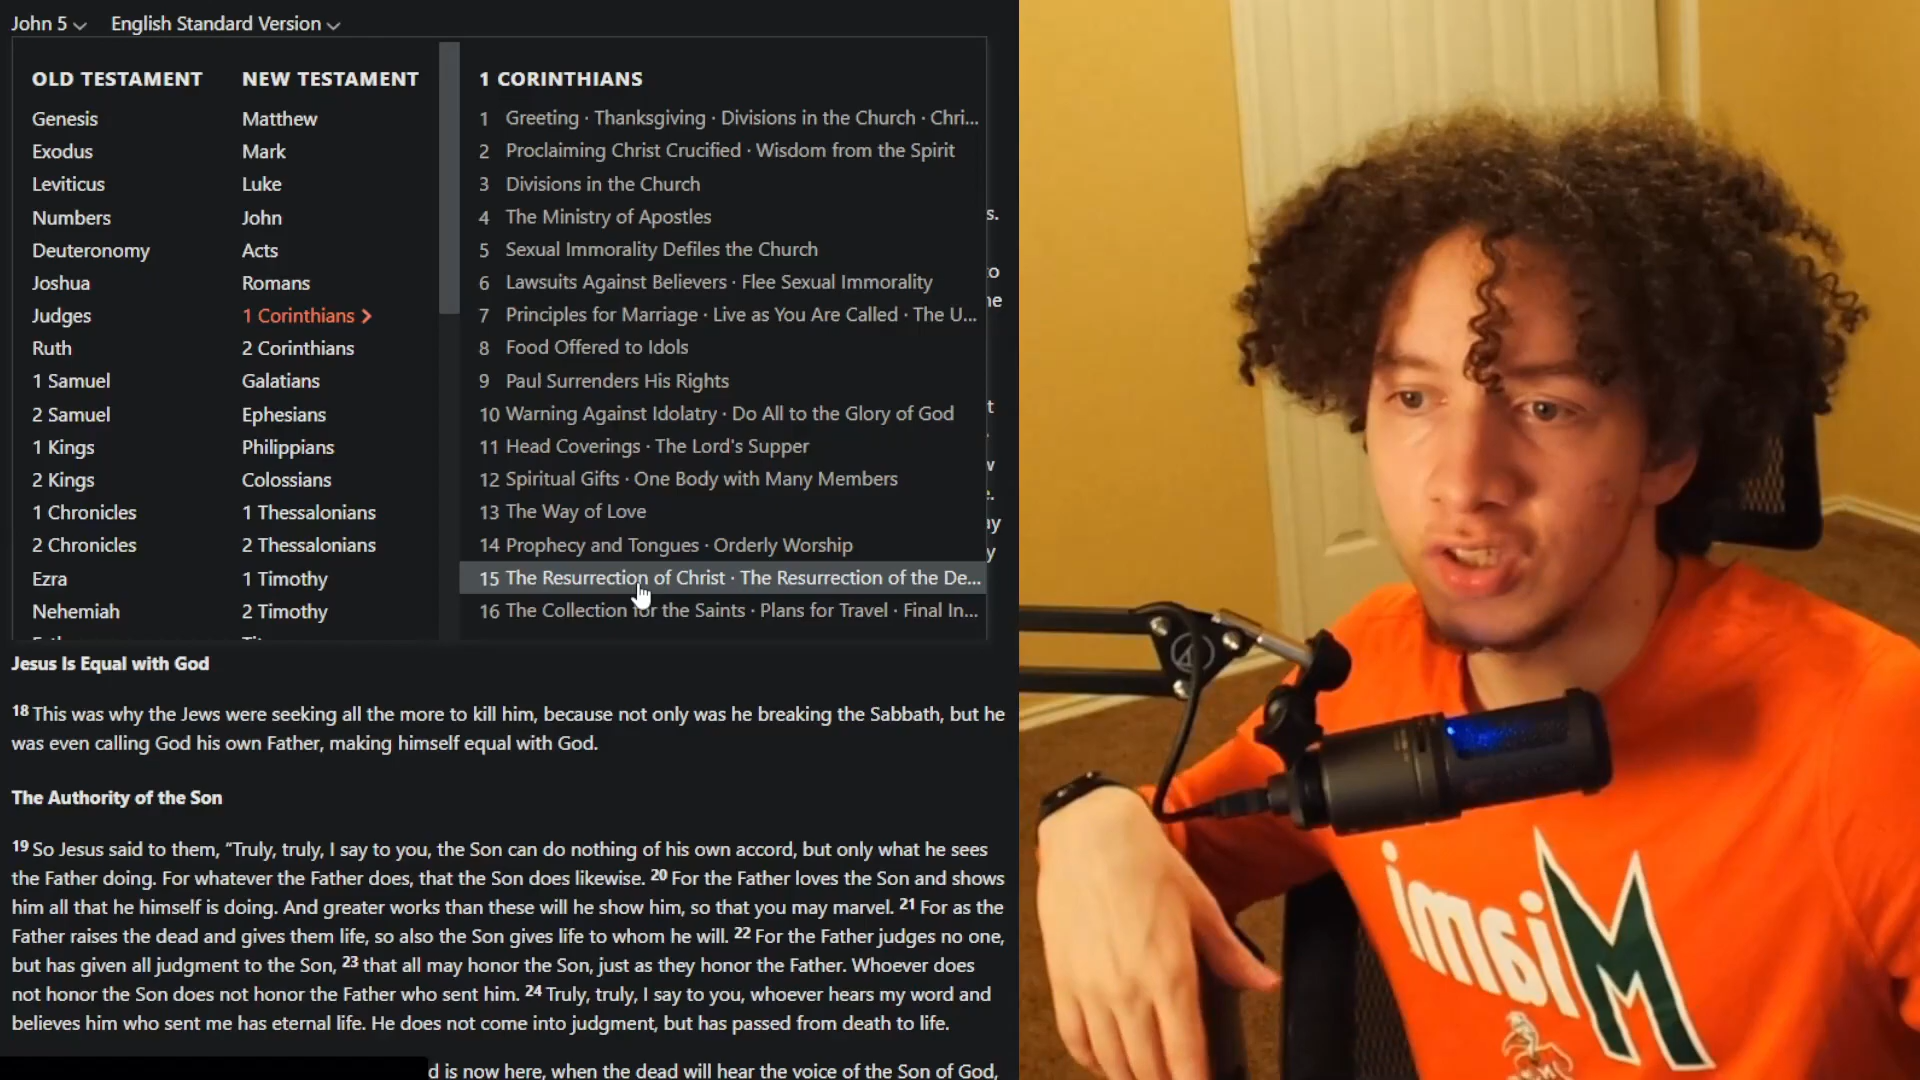 John 5 English Standard Version
OLD TESTAMENT
Genesis
Exodus
Leviticus
Numbers
Deuteronomy
Joshua
Judges
Ruth
1 Samuel
2 Samuel
1 Kings
2 Kings
1 Chronicles
2 Chronicles
Ezra
Nehemiah
NEW TESTAMENT
Matthew
Mark
Luke
John
Acts
Romans
1 Corinthians >
2 Corinthians
Galatians
Ephesians
Philippians
Colossians
1 Thessalonians
2 Thessalonians
1 Timothy
2 Timothy
1 CORINTHIANS
1 Greeting · Thanksgiving · Divisions in the Church · Chri...
2 Proclaiming Christ Crucified · Wisdom from the Spirit
3 Divisions in the Church
4 The Ministry of Apostles
5 Sexual Immorality Defiles the Church
6 Lawsuits Against Believers · Flee Sexual Immorality
7 Principles for Marriage · Live as You Are Called · The U...
8 Food Offered to Idols
9 Paul Surrenders His Rights
10 Warning Against Idolatry · Do All to the Glory of God
11 Head Coverings · The Lord's Supper
12 Spiritual Gifts · One Body with Many Members
13 The Way of Love
14 Prophecy and Tongues · Orderly Worship
15 The Resurrection of Christ · The Resurrection of the De...
16 The Collection for the Saints · Plans for Travel · Final In...
Jesus Is Equal with God
18 This was why the Jews were seeking all the more to kill him, because not only was he breaking the Sabbath, but he
was even calling God his own Father, making himself equal with God.
The Authority of the Son
19 So Jesus said to them, “Truly, truly, I say to you, the Son can do nothing of his own accord, but only what he sees
the Father doing. For whatever the Father does, that the Son does likewise. 20 For the Father loves the Son and shows
him all that he himself is doing. And greater works than these will he show him, so that you may marvel. 21 For as the
Father raises the dead and gives them life, so also the Son gives life to whom he will. 22 For the Father judges no one,
but has given all judgment to the Son, 23 that all may honor the Son, just as they honor the Father. Whoever does
not honor the Son does not honor the Father who sent him. 24 Truly, truly, I say to you, whoever hears my word and
believes him who sent me has eternal life. He does not come into judgment, but has passed from death to life.
d is now here, when the dead will hear the voice of the Son of God,
Miami